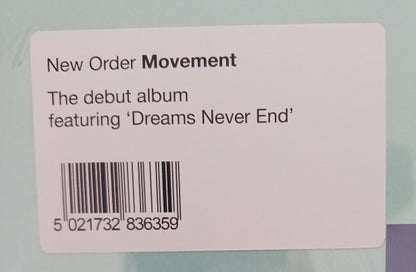 New Order Movement
The debut album
featuring ‘Dreams Never End’
5 021732 836359